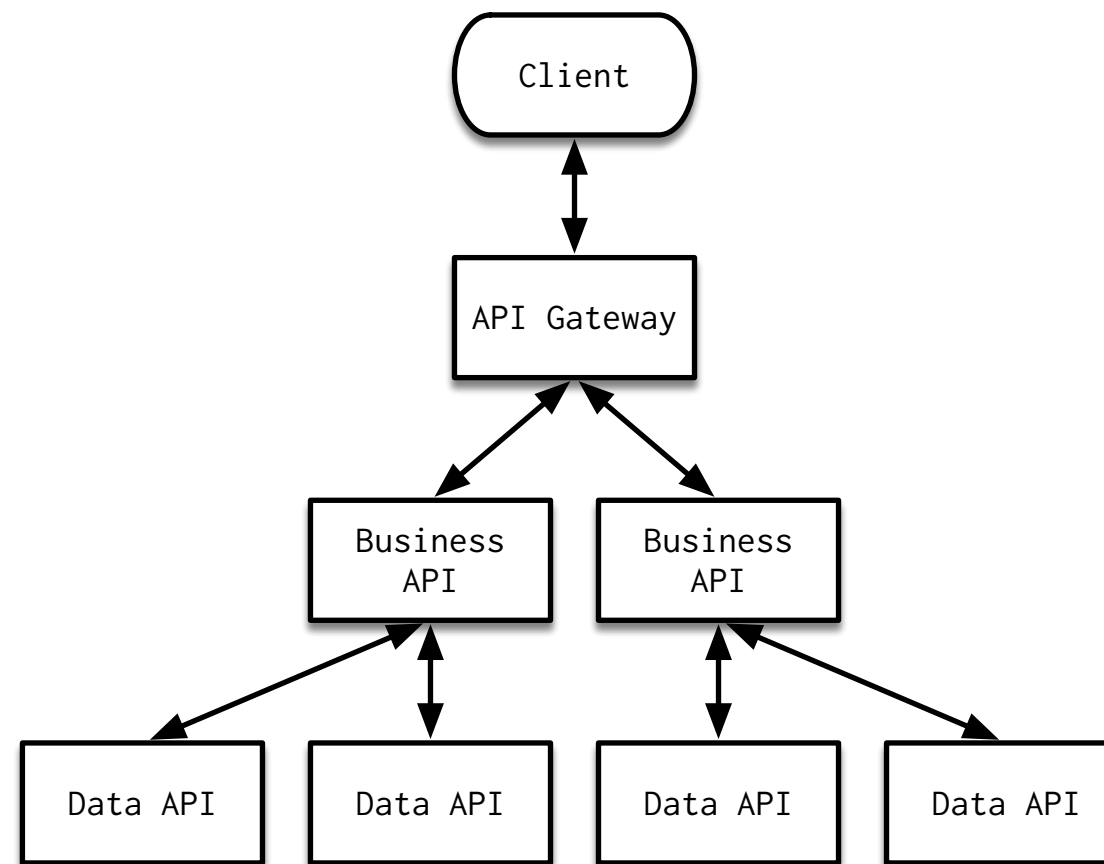 Client
API Gateway
Business
API
Business
API
Data API
Data API
Data API
Data API